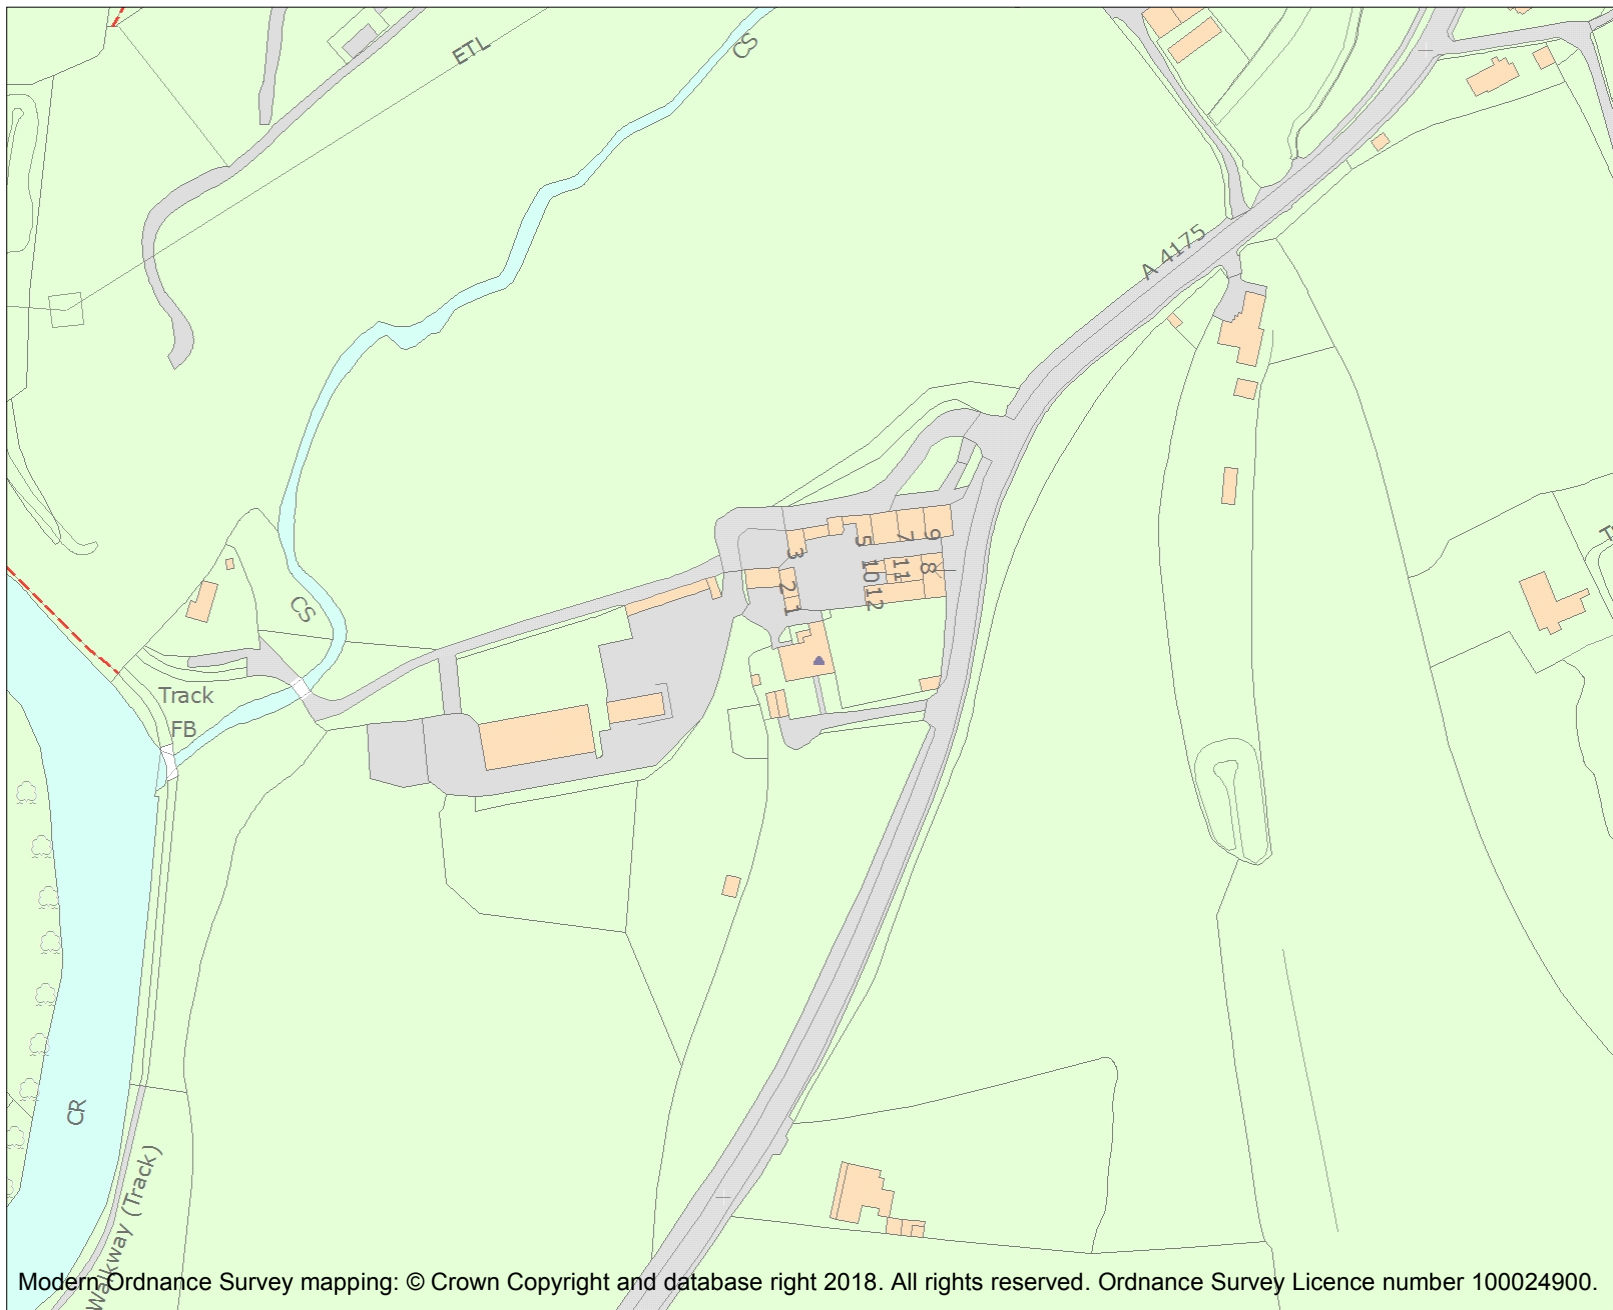 ETL
CS
A 4175
3
5
7
9
2
1
10
11
8
12
CS
Track
FB
CR
Walkway (Track)
Modern Ordnance Survey mapping: © Crown Copyright and database right 2018. All rights reserved. Ordnance Survey Licence number 100024900.